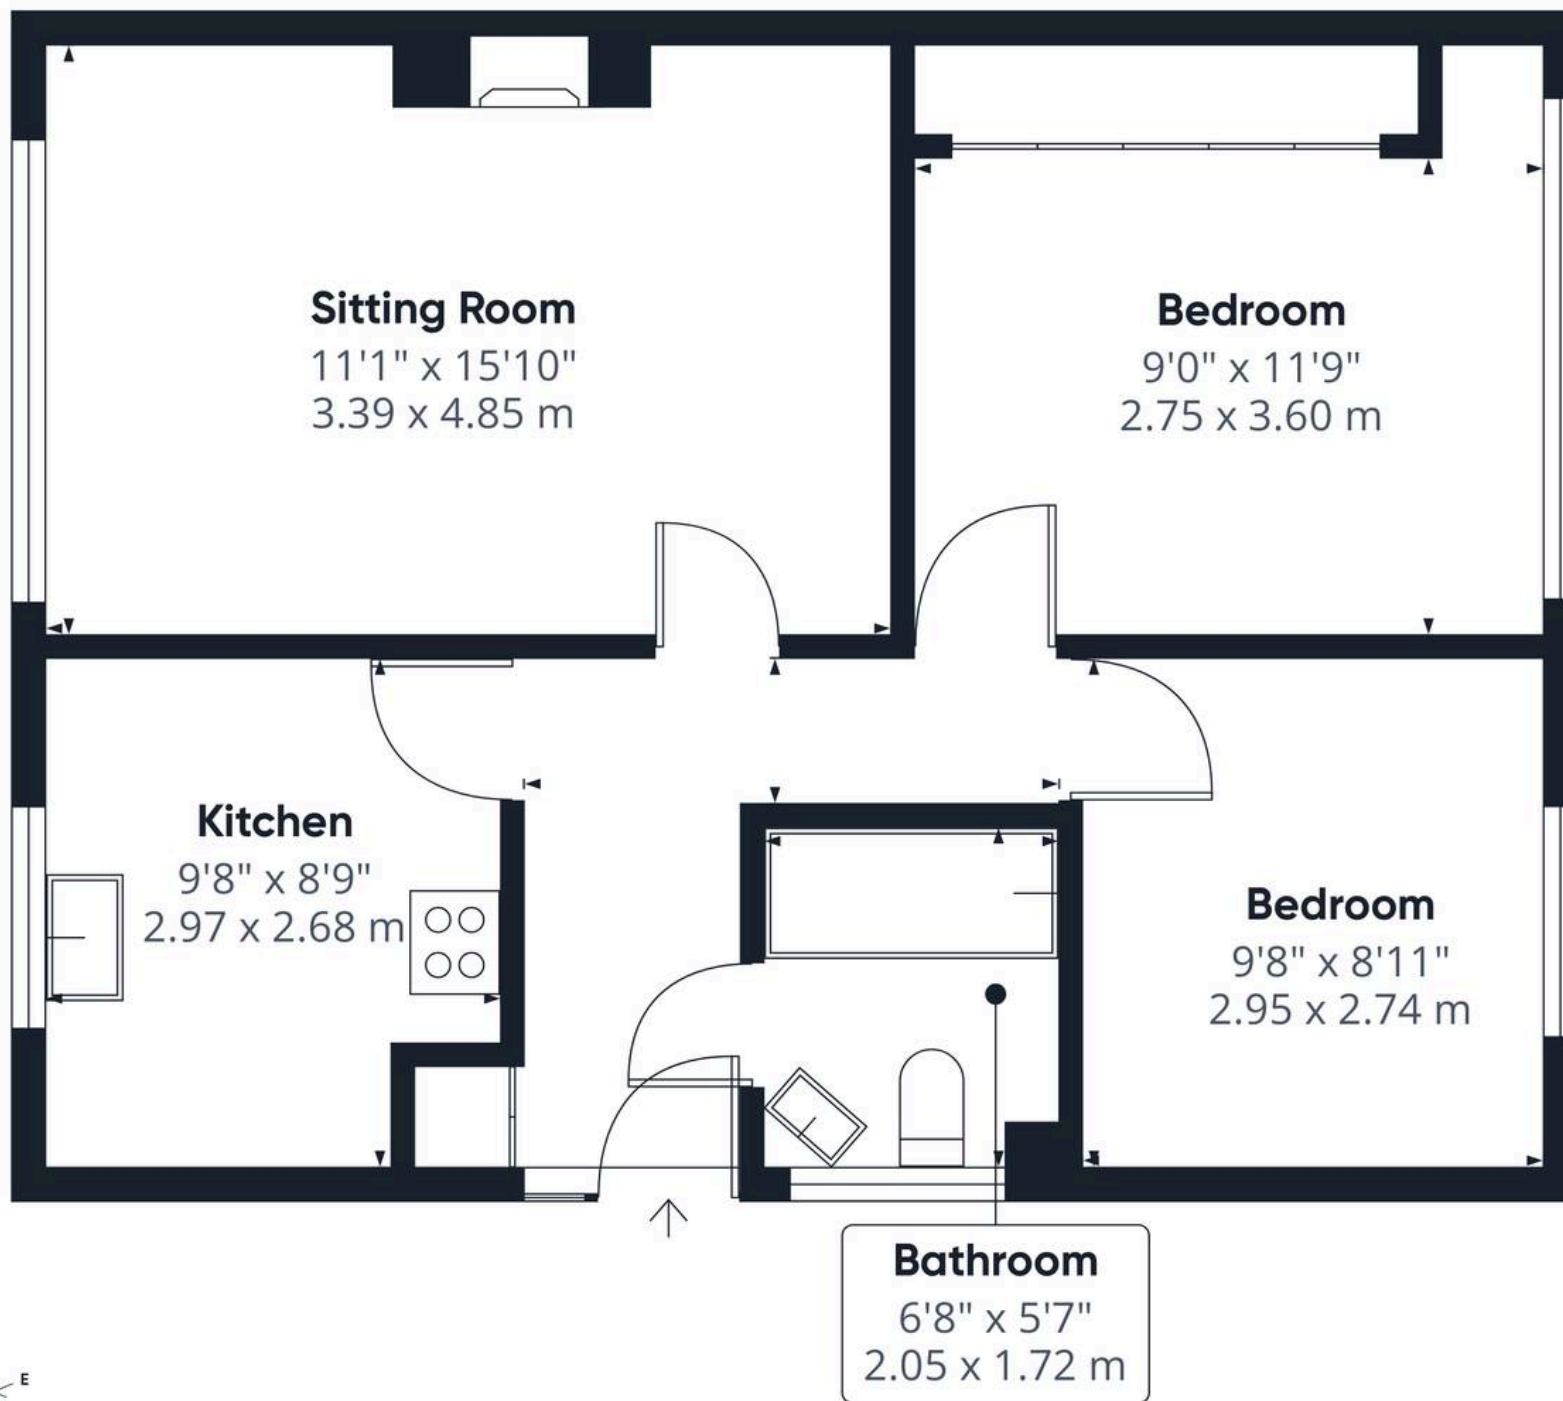 Sitting Room
11'1" x 15'10"
3.39 x 4.85 m
Bedroom
9'0" x 11'9"
2.75 x 3.60 m
Kitchen
9'8" x 8'9"
2.97 x 2.68 m
Bedroom
9'8" x 8'11"
2.95 x 2.74 m
Bathroom
6'8" x 5'7"
2.05 x 1.72 m
E